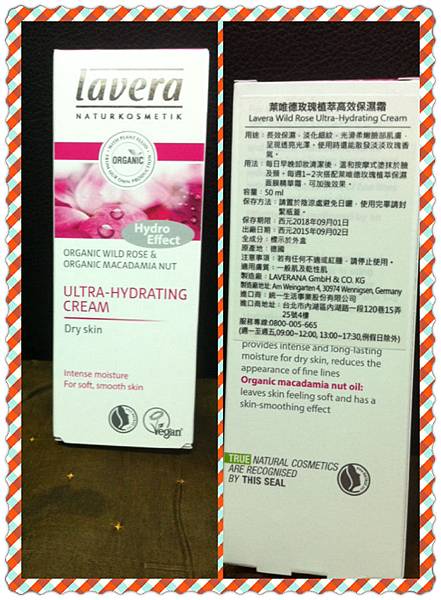 lavera
NATURKOSMETIK
WITH PLANT FLUIDS
ORGANIC
FROM OUR OWN PRODUCTION
Hydro
Effect
ORGANIC WILD ROSE &
ORGANIC MACADAMIA NUT
ULTRA-HYDRATING
CREAM
Dry skin
Intense moisture
For soft, smooth skin
Vegan
萊唯德玫瑰植萃高效保濕霜
Lavera Wild Rose Ultra-Hydrating Cream
用途：長效保濕，淡化細紋，光滑柔嫩臉部肌膚，
呈現透亮光澤，使用時還能散發淡淡玫瑰香
氣。
用法：每日早晚卸妝清潔後，溫和按摩式塗抹於臉
及頸。每週1~2次搭配萊唯德玫瑰植萃保濕
面膜精華霜，可加強效果。
容量：50 ml
保存方法：請置於陰涼處避免日曬，使用完畢請封
緊瓶蓋。
保存期限：西元2018年09月01日
出廠日期：西元2015年09月02日
全成分：標示於外盒
原產地：德國
注意事項：若有任何不適或紅腫，請停止使用。
適用膚質：一般肌及乾性肌
製造廠商：LAVERANA GmbH & CO. KG
製造廠地址：Am Weingarten 4, 30974 Wennigsen, Germany
進口商：統一生活事業股份有限公司
進口商地址：台北市內湖區內湖路一段120巷15弄
25號4樓
服務專線:0800-005-665
(週一至週五,09:00~12:00, 13:00~17:30,例假日除外)
provides intense and long-lasting
moisture for dry skin, reduces the
appearance of fine lines
Organic macadamia nut oil:
leaves skin feeling soft and has a
skin-smoothing effect
TRUE NATURAL COSMETICS
ARE RECOGNISED
BY THIS SEAL